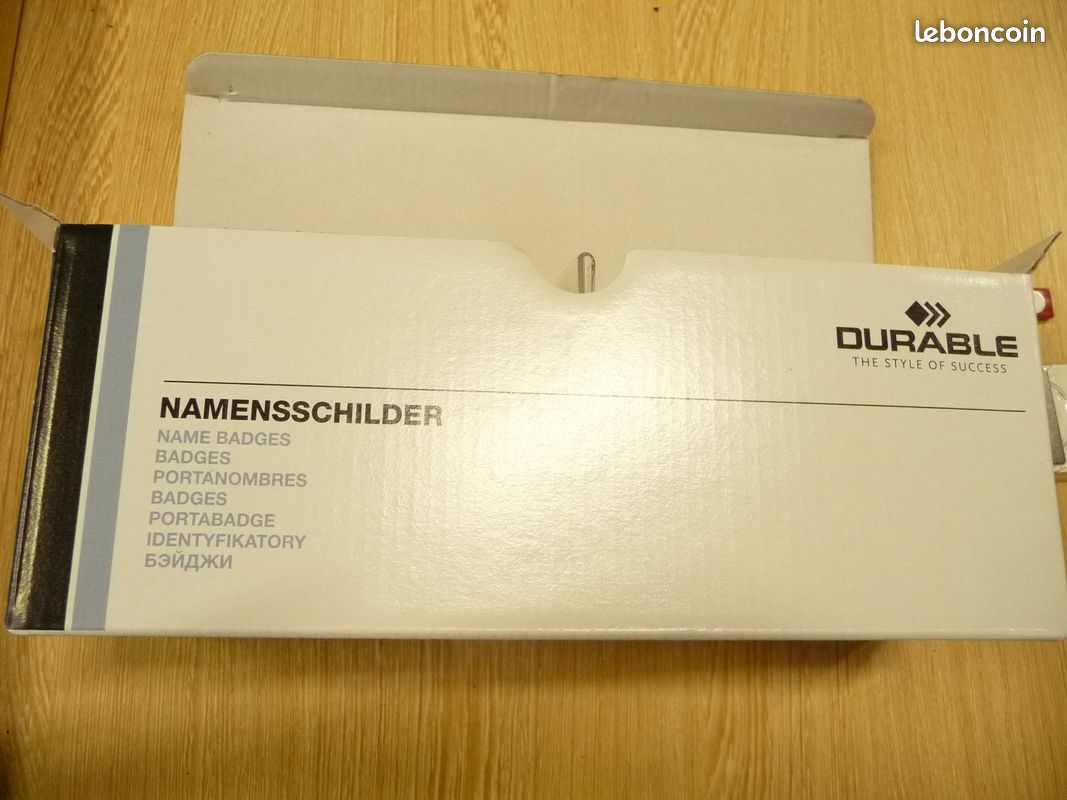 leboncoin
DURABLE
THE STYLE OF SUCCESS
NAMENSSCHILDER
NAME BADGES
BADGES
PORTANOMBRES
BADGES
PORTABADGE
IDENTYFIKATORY
БЭЙДЖИ